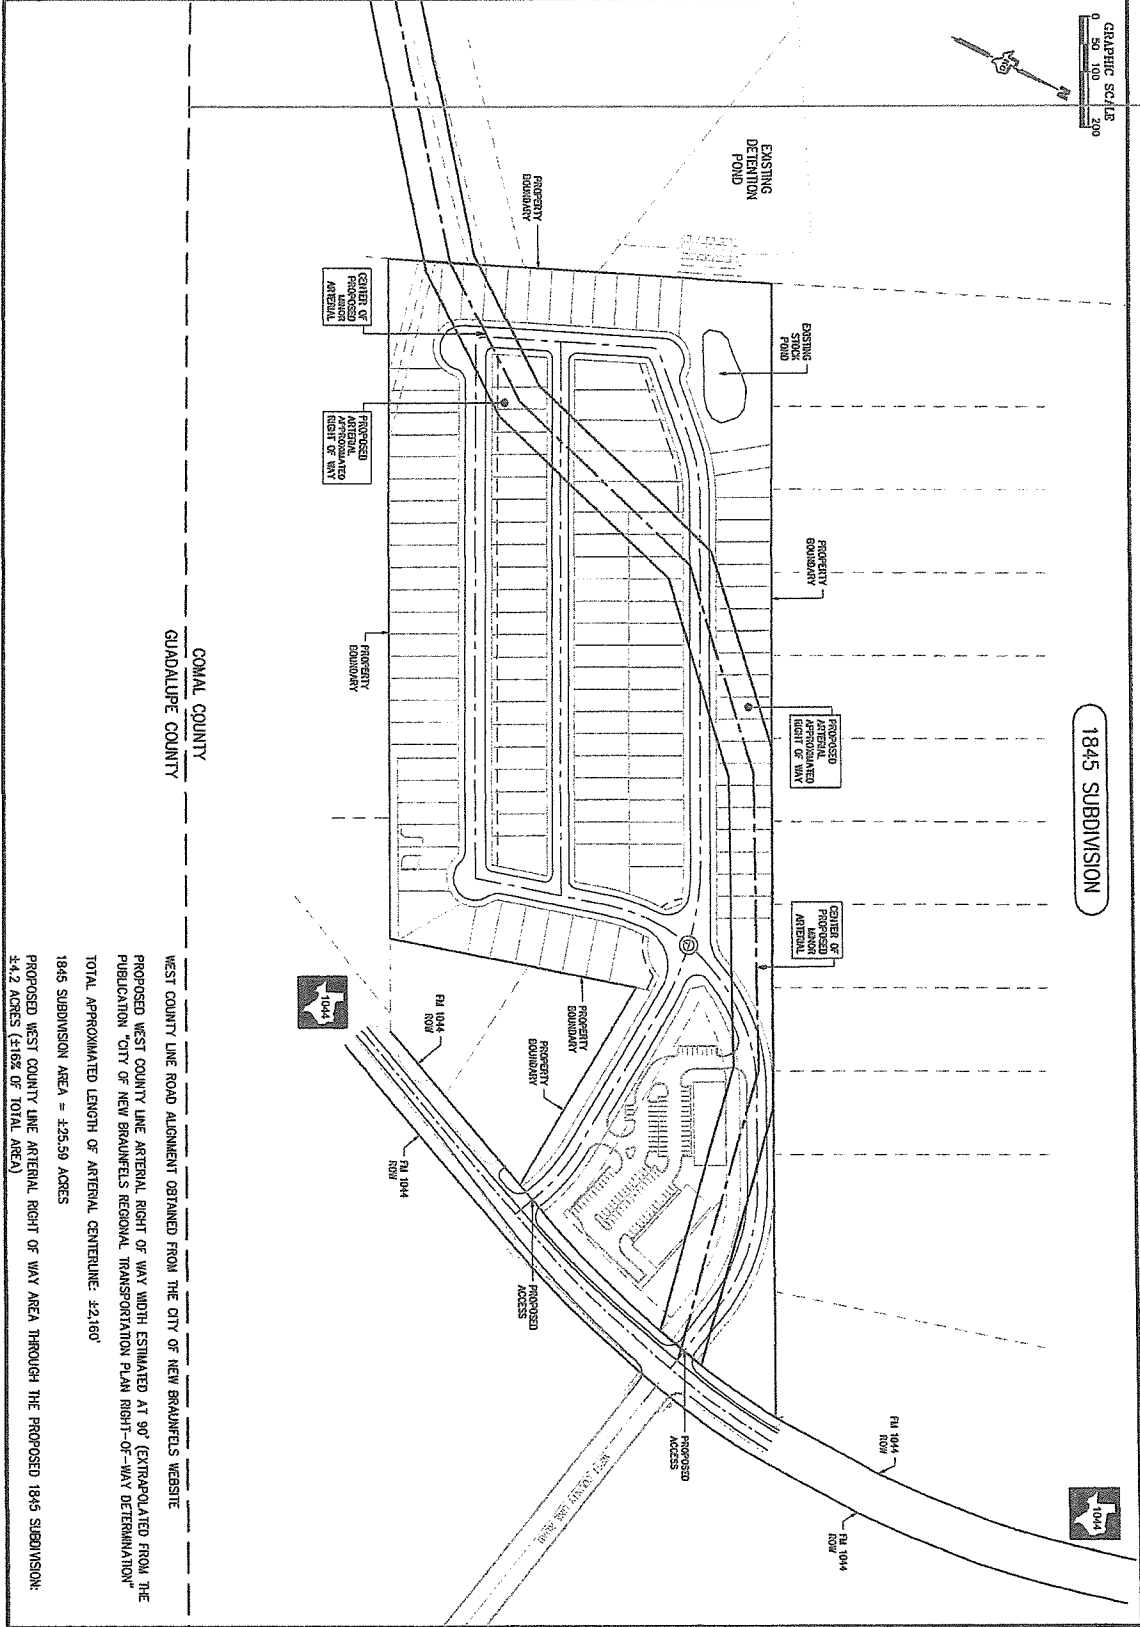 GRAPHIC SCALE
0 50 100 200
N
1845 SUBDIVISION
EXISTING
DETENTION
POND
PROPERTY
BOUNDARY
EXISTING
STOCK
POND
CENTER OF
PROPOSED
MINOR
ARTERIAL
PROPOSED
ARTERIAL
APPROXIMATED
RIGHT OF WAY
PROPERTY
BOUNDARY
PROPERTY
BOUNDARY
PROPOSED
ARTERIAL
APPROXIMATED
RIGHT OF WAY
CENTER OF
PROPOSED
MINOR
ARTERIAL
PROPERTY
BOUNDARY
PROPERTY
BOUNDARY
FM 1044
ROW
FM 1044
ROW
1044
PROPOSED
ACCESS
PROPOSED
ACCESS
WEST COUNTY LINE ROAD
FM 1044
ROW
FM 1044
ROW
1044
COMAL COUNTY
GUADALUPE COUNTY
WEST COUNTY LINE ROAD ALIGNMENT OBTAINED FROM THE CITY OF NEW BRAUNFELS WEBSITE
PROPOSED WEST COUNTY LINE ARTERIAL RIGHT OF WAY WIDTH ESTIMATED AT 90' (EXTRAPOLATED FROM THE
PUBLICATION "CITY OF NEW BRAUNFELS REGIONAL TRANSPORTATION PLAN RIGHT-OF-WAY DETERMINATION"
TOTAL APPROXIMATED LENGTH OF ARTERIAL CENTERLINE: ±2,160'
1845 SUBDIVISION AREA = ±25.59 ACRES
PROPOSED WEST COUNTY LINE ARTERIAL RIGHT OF WAY AREA THROUGH THE PROPOSED 1845 SUBDIVISION:
±4.2 ACRES (±16% OF TOTAL AREA)